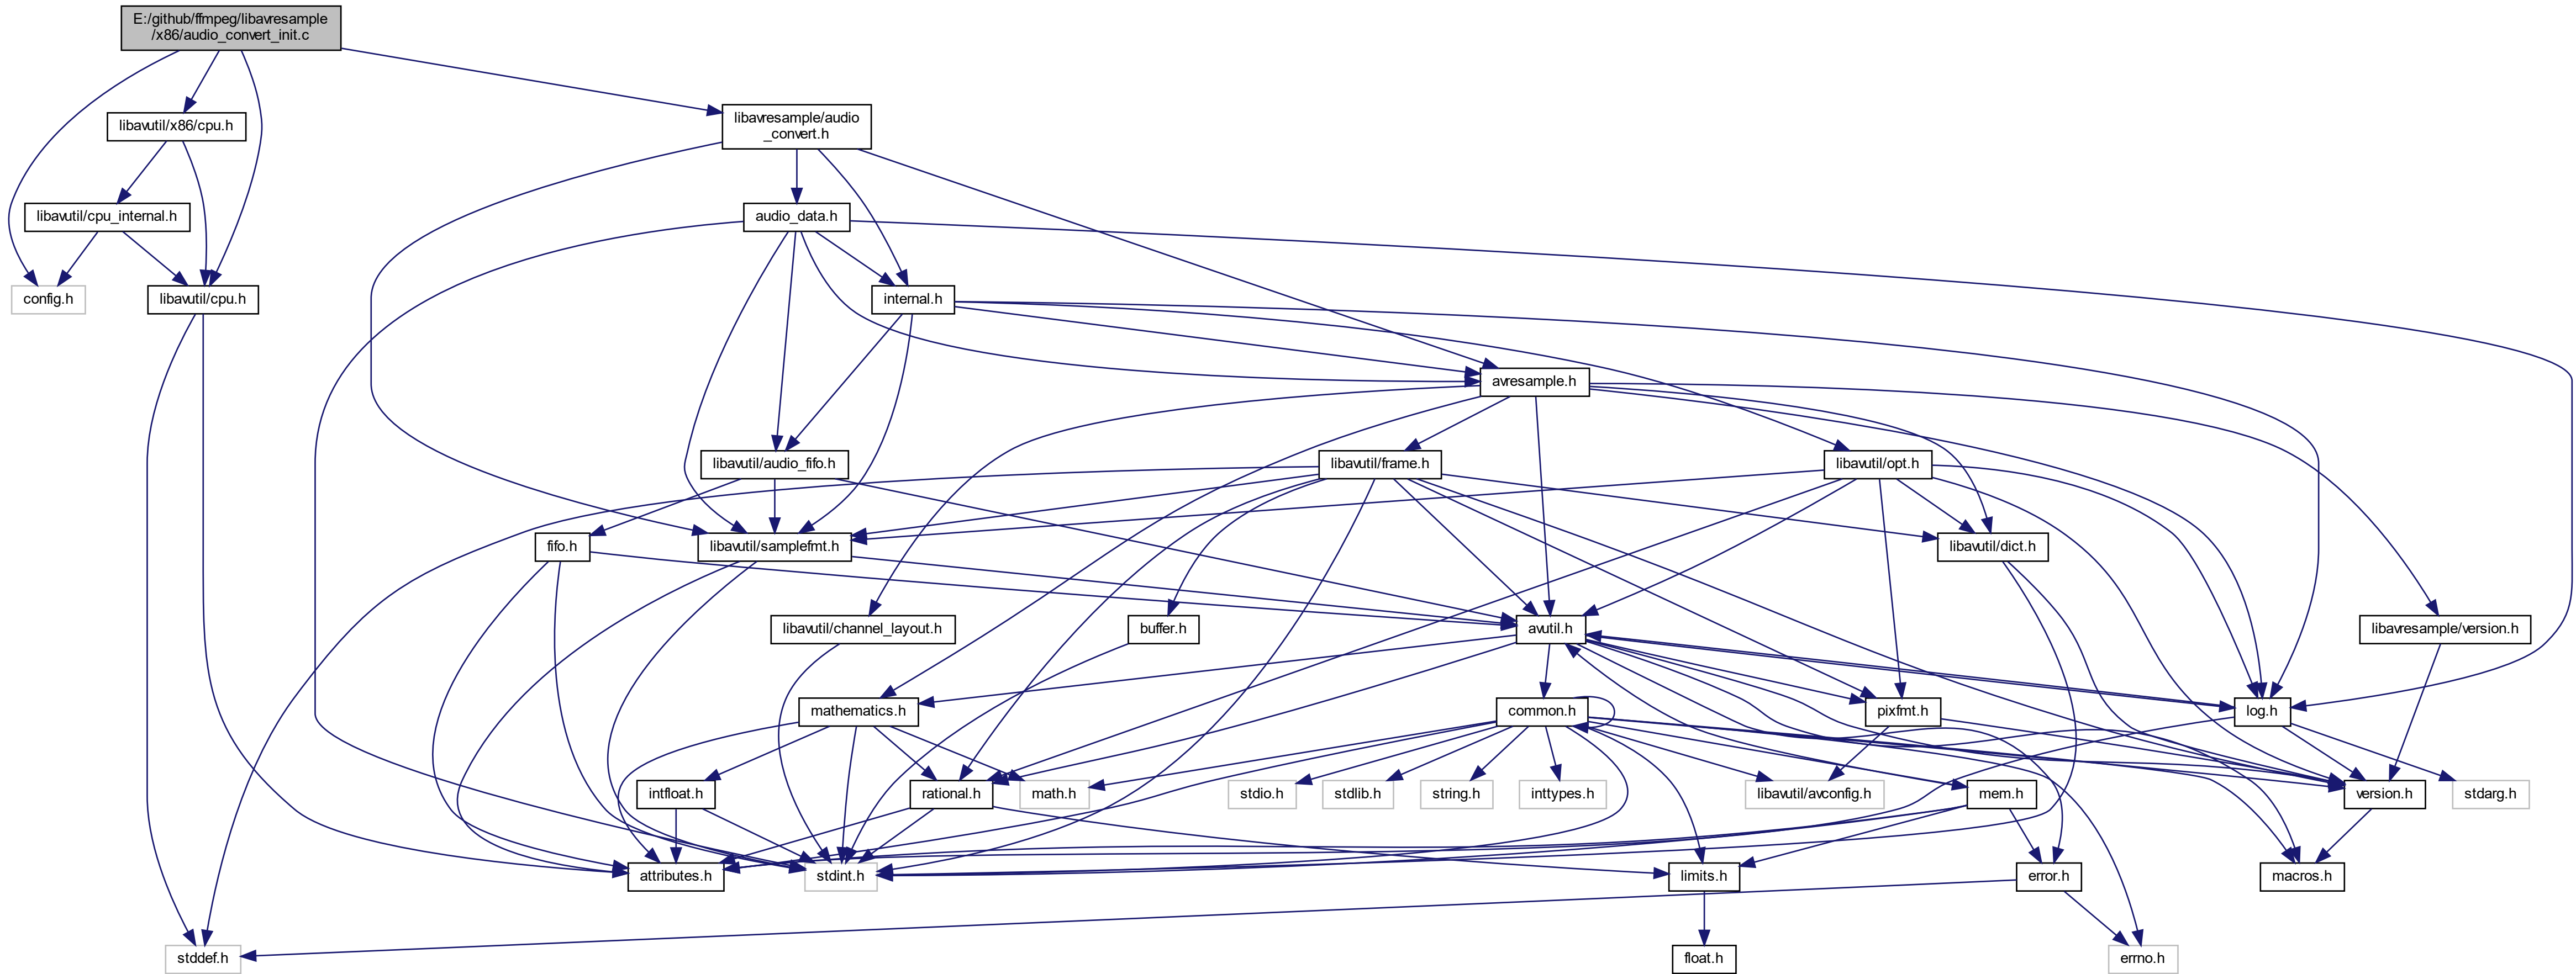 E:/github/ffmpeg/libavresample
/x86/audio_convert_init.c
libavutil/x86/cpu.h
libavresample/audio
_convert.h
libavutil/cpu_internal.h
audio_data.h
config.h
libavutil/cpu.h
internal.h
avresample.h
libavutil/audio_fifo.h
libavutil/frame.h
libavutil/opt.h
fifo.h
libavutil/samplefmt.h
libavutil/dict.h
libavutil/channel_layout.h
buffer.h
avutil.h
libavresample/version.h
mathematics.h
common.h
pixfmt.h
log.h
intfloat.h
rational.h
math.h
stdio.h
stdlib.h
string.h
inttypes.h
libavutil/avconfig.h
mem.h
version.h
stdarg.h
attributes.h
stdint.h
limits.h
error.h
macros.h
stddef.h
float.h
errno.h